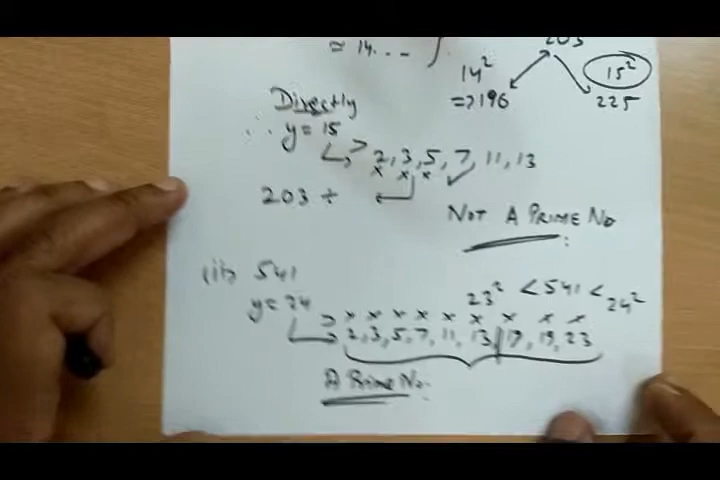 ≈ 14... 203
14² 15²
=> 196 225
Directly
∴ y = 15
> 2, 3, 5, 7, 11, 13
x x x ✓
203 ÷
NOT A PRIME NO
(ii) 541
23² < 541 < 24²
y = 24
x x x x x x x x x
> 2, 3, 5, 7, 11, 13, 17, 19, 23
A Prime No.